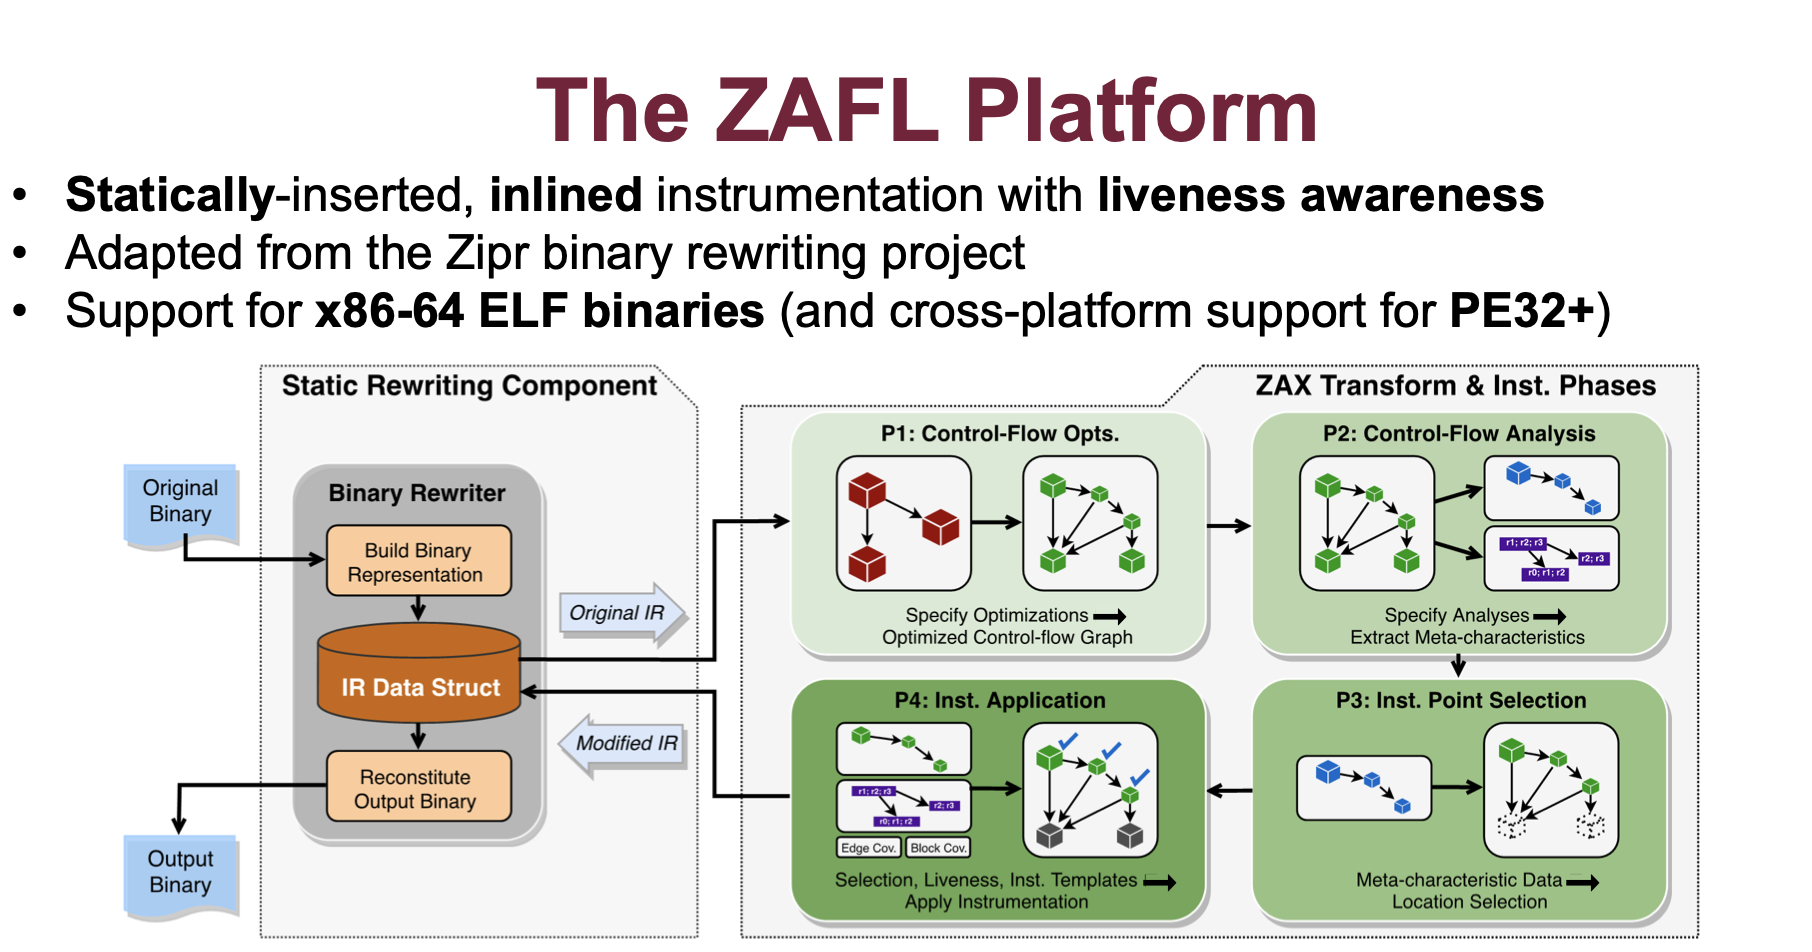 The ZAFL Platform
• Statically-inserted, inlined instrumentation with liveness awareness
• Adapted from the Zipr binary rewriting project
• Support for x86-64 ELF binaries (and cross-platform support for PE32+)
Static Rewriting Component
Original
Binary
Binary Rewriter
Build Binary
Representation
IR Data Struct
Reconstitute
Output Binary
Output
Binary
Original IR
Modified IR
ZAX Transform & Inst. Phases
P1: Control-Flow Opts.
Specify Optimizations
Optimized Control-flow Graph
P2: Control-Flow Analysis
r1; r2; r3
r2; r3
r0; r1; r2
Specify Analyses
Extract Meta-characteristics
P3: Inst. Point Selection
Meta-characteristic Data
Location Selection
P4: Inst. Application
r1; r2; r3
r2; r3
r0; r1; r2
Edge Cov.
Block Cov.
Selection, Liveness, Inst. Templates
Apply Instrumentation